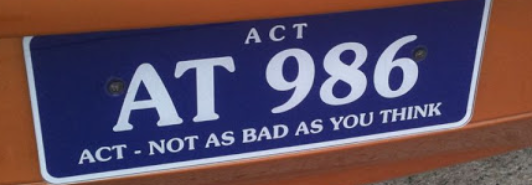 ACT
AT 986
ACT - NOT AS BAD AS YOU THINK